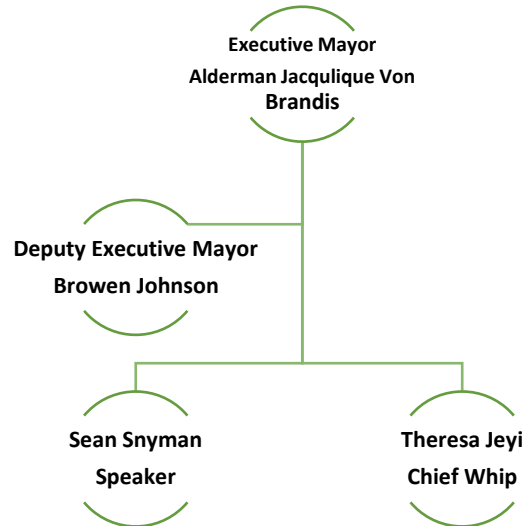 Executive Mayor
Alderman Jacqulique Von
Brandis
Deputy Executive Mayor
Browen Johnson
Sean Snyman
Speaker
Theresa Jeyi
Chief Whip